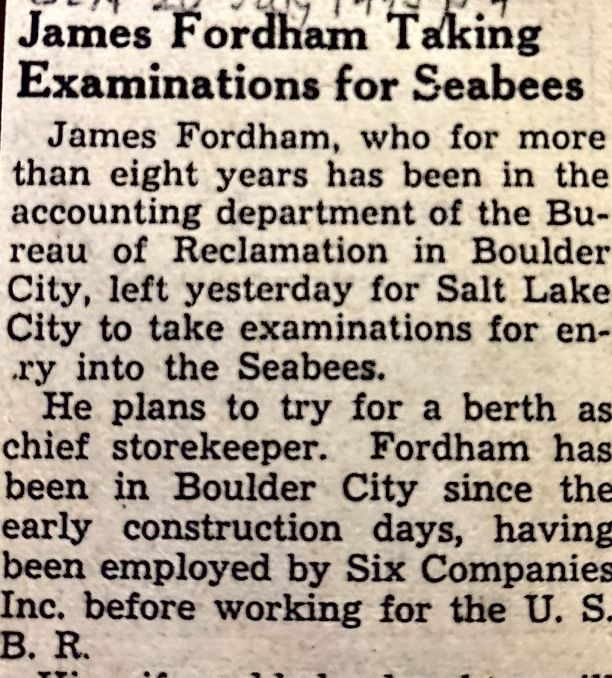 20 July
James Fordham Taking
Examinations for Seabees
James Fordham, who for more
than eight years has been in the
accounting department of the Bu-
reau of Reclamation in Boulder
City, left yesterday for Salt Lake
City to take examinations for en-
.ry into the Seabees.
He plans to try for a berth as
chief storekeeper. Fordham has
been in Boulder City since the
early construction days, having
been employed by Six Companies
Inc. before working for the U. S.
B. R.